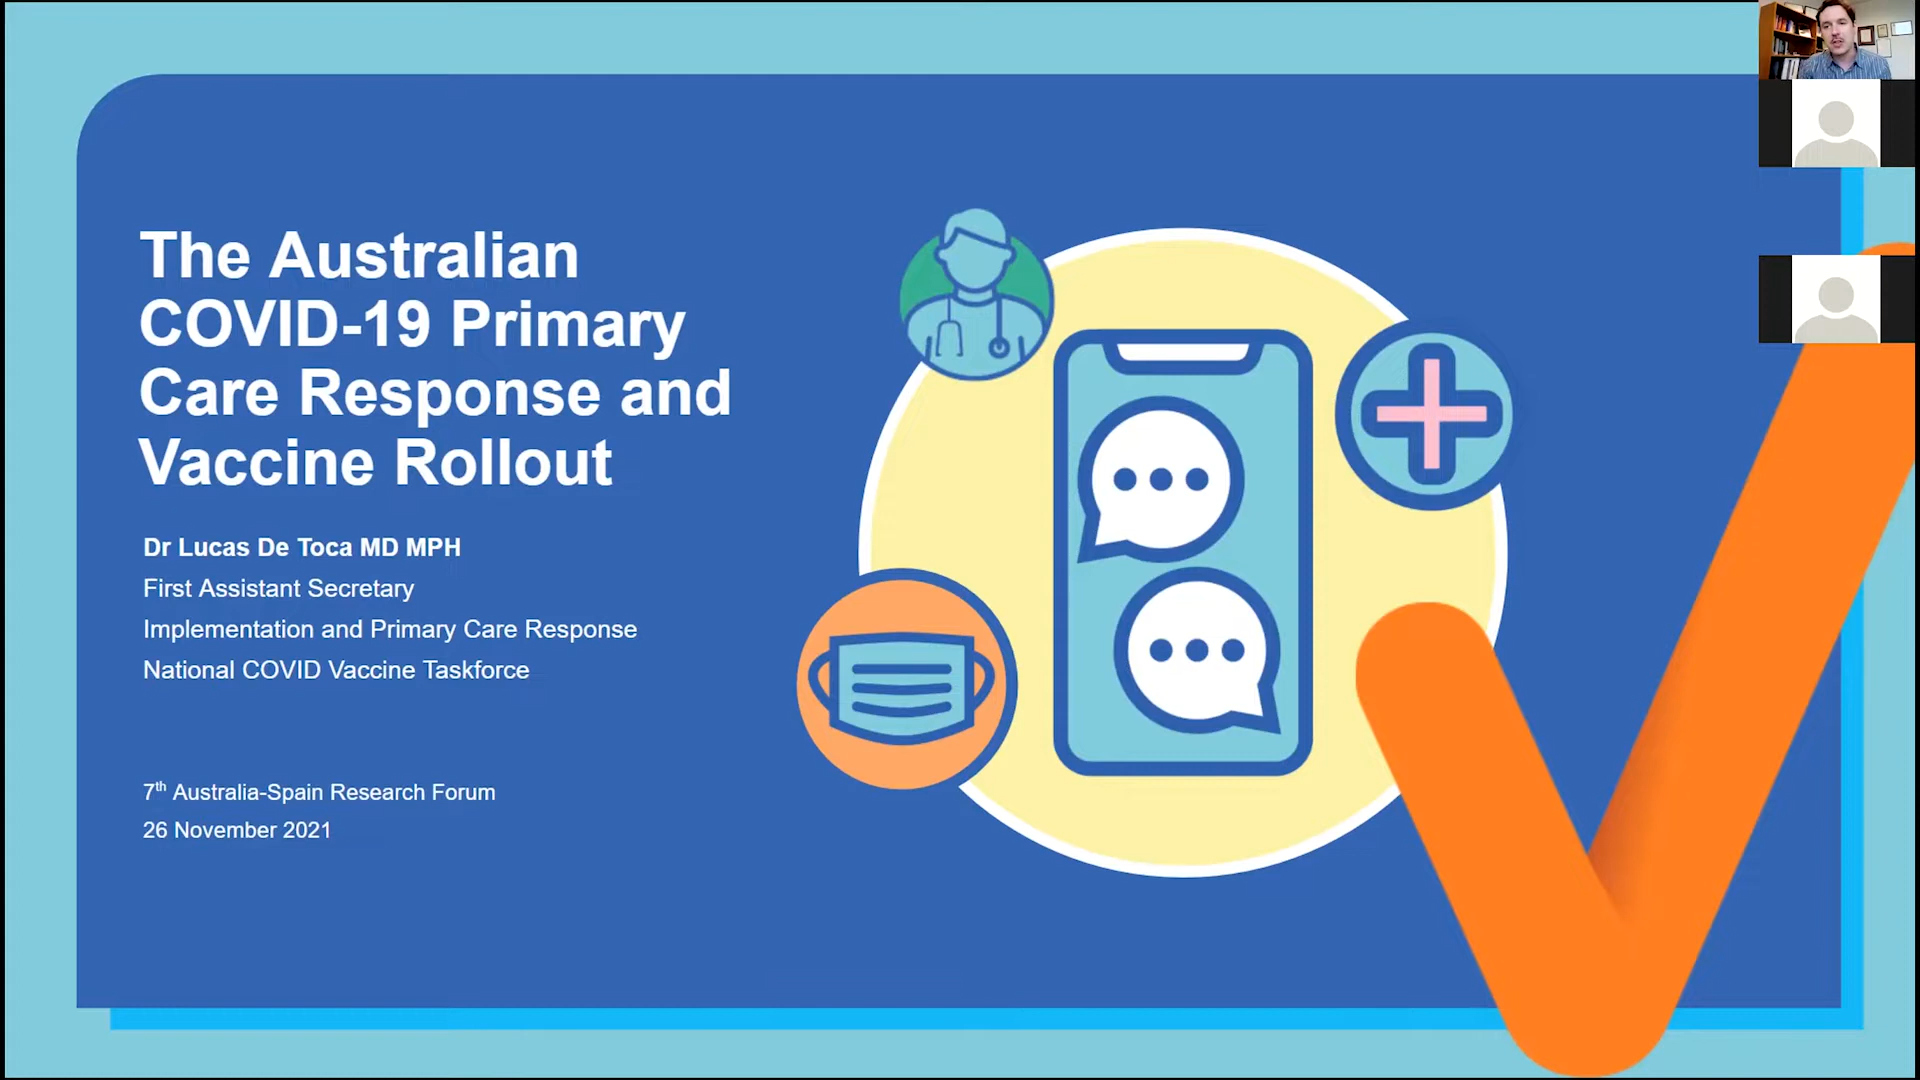 The Australian
COVID-19 Primary
Care Response and
Vaccine Rollout
Dr Lucas De Toca MD MPH
First Assistant Secretary
Implementation and Primary Care Response
National COVID Vaccine Taskforce
7th Australia-Spain Research Forum
26 November 2021